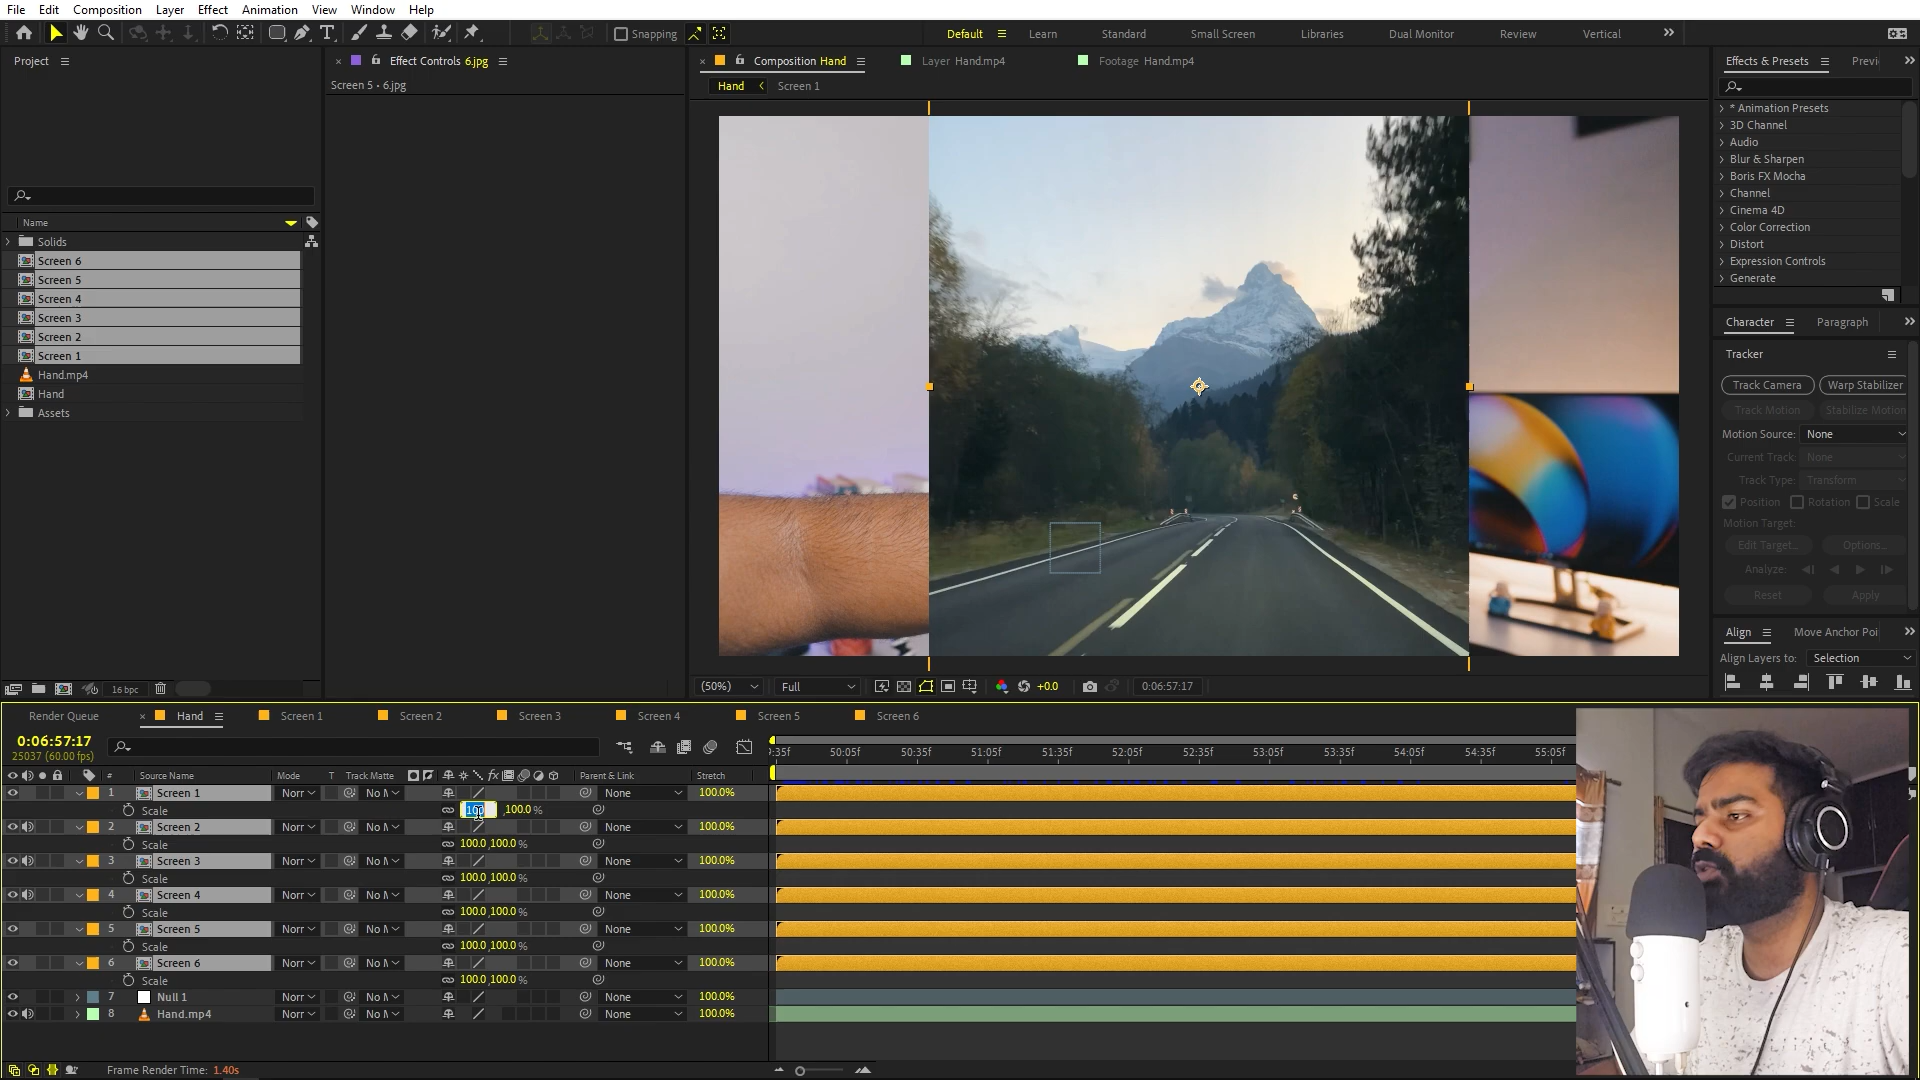 File Edit Composition Layer Effect Animation View Window Help
Snapping Default Learn Standard Small Screen Libraries Dual Monitor Review Vertical
Project
Effect Controls 6.jpg
Screen 5 • 6.jpg
Composition Hand
Layer Hand.mp4
Footage Hand.mp4
Hand Screen 1
Effects & Presets
* Animation Presets
3D Channel
Audio
Blur & Sharpen
Boris FX Mocha
Channel
Cinema 4D
Color Correction
Distort
Expression Controls
Generate
Name
Solids
Screen 6
Screen 5
Screen 4
Screen 3
Screen 2
Screen 1
Hand.mp4
Hand
Assets
16 bpc
Character Paragraph
Tracker
Track Camera Warp Stabilizer
Track Motion Stabilize Motion
Motion Source: None
Current Track: None
Track Type: Transform
Position Rotation Scale
Motion Target:
Edit Target... Options...
Analyze:
Reset Apply
Align Move Anchor Poi
Align Layers to: Selection
(50%) Full +0.0 0:06:57:17
Render Queue Hand Screen 1 Screen 2 Screen 3 Screen 4 Screen 5 Screen 6
0:06:57:17
25037 (60.00 fps)
50:05f 50:35f 51:05f 51:35f 52:05f 52:35f 53:05f 53:35f 54:05f 54:35f 55:05f
# Source Name Mode T Track Matte fx Parent & Link Stretch
1 Screen 1 Norr No M None 100.0%
Scale 100 ,100.0 %
2 Screen 2 Norr No M None 100.0%
Scale 100.0,100.0 %
3 Screen 3 Norr No M None 100.0%
Scale 100.0,100.0 %
4 Screen 4 Norr No M None 100.0%
Scale 100.0,100.0 %
5 Screen 5 Norr No M None 100.0%
Scale 100.0,100.0 %
6 Screen 6 Norr No M None 100.0%
Scale 100.0,100.0 %
7 Null 1 Norr No M None 100.0%
8 Hand.mp4 Norr No M None 100.0%
Frame Render Time: 1.40s